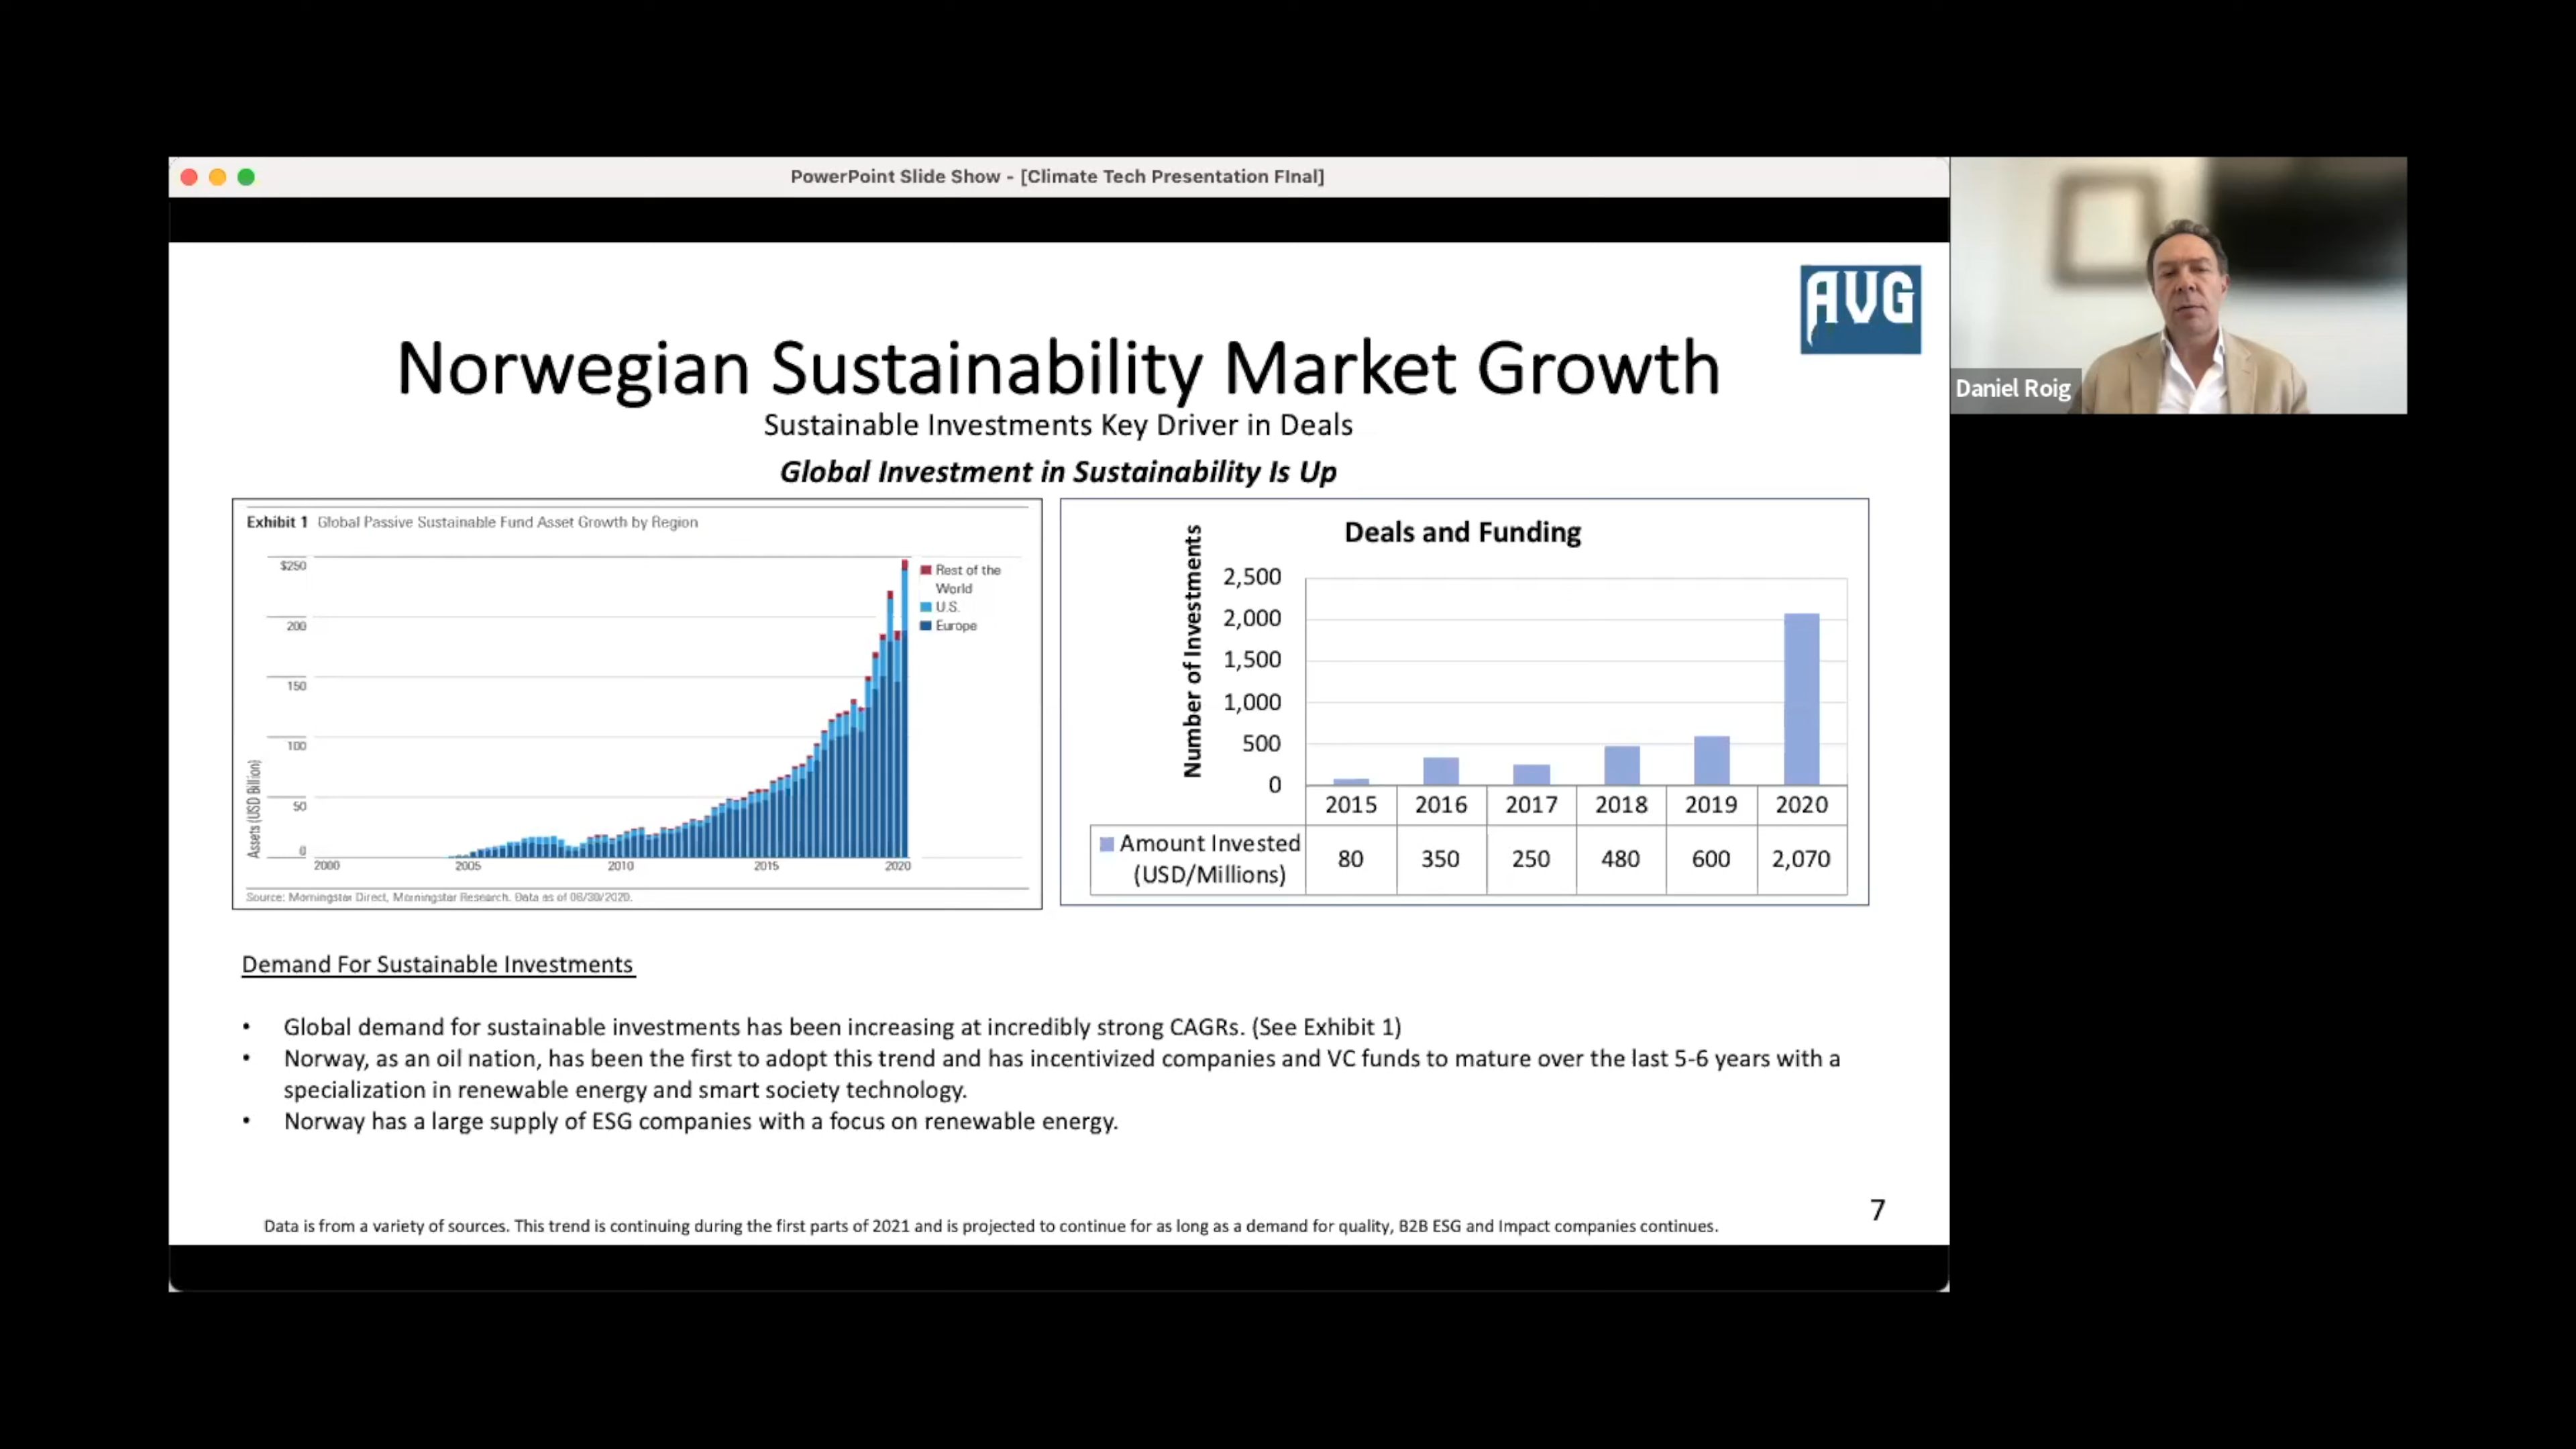 PowerPoint Slide Show - [Climate Tech Presentation FInal]
AVG
Daniel Roig
Norwegian Sustainability Market Growth
Sustainable Investments Key Driver in Deals
Global Investment in Sustainability Is Up
Exhibit 1 Global Passive Sustainable Fund Asset Growth by Region
Assets (USD Billion)
$250
200
150
100
50
0
2000 2005 2010 2015 2020
Rest of the
World
U.S.
Europe
Source: Morningstar Direct, Morningstar Research. Data as of 06/30/2020.
Deals and Funding
Number of Investments
2,500
2,000
1,500
1,000
500
0
2015 2016 2017 2018 2019 2020
Amount Invested
(USD/Millions)
80 350 250 480 600 2,070
Demand For Sustainable Investments
• Global demand for sustainable investments has been increasing at incredibly strong CAGRs. (See Exhibit 1)
• Norway, as an oil nation, has been the first to adopt this trend and has incentivized companies and VC funds to mature over the last 5-6 years with a
specialization in renewable energy and smart society technology.
• Norway has a large supply of ESG companies with a focus on renewable energy.
7
Data is from a variety of sources. This trend is continuing during the first parts of 2021 and is projected to continue for as long as a demand for quality, B2B ESG and Impact companies continues.